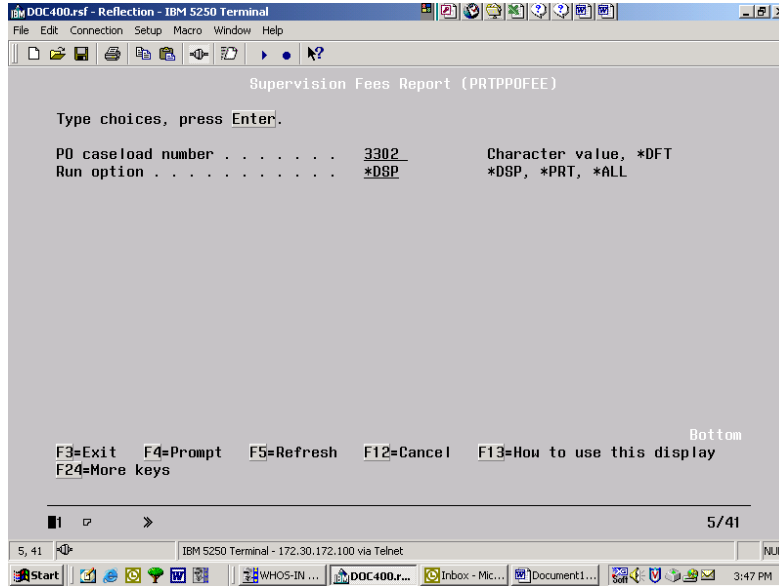 DOC400.rsf - Reflection - IBM 5250 Terminal
File Edit Connection Setup Macro Window Help
Supervision Fees Report (PRTPPOFEE)
Type choices, press Enter.
PO caseload number . . . . . . . 3302 Character value, *DFT
Run option . . . . . . . . . . . *DSP *DSP, *PRT, *ALL
Bottom
F3=Exit F4=Prompt F5=Refresh F12=Cancel F13=How to use this display
F24=More keys
1 » 5/41
5, 41 IBM 5250 Terminal - 172.30.172.100 via Telnet NU
Start WHOS-IN ... DOC400.r... Inbox - Mic... Document1... 3:47 PM